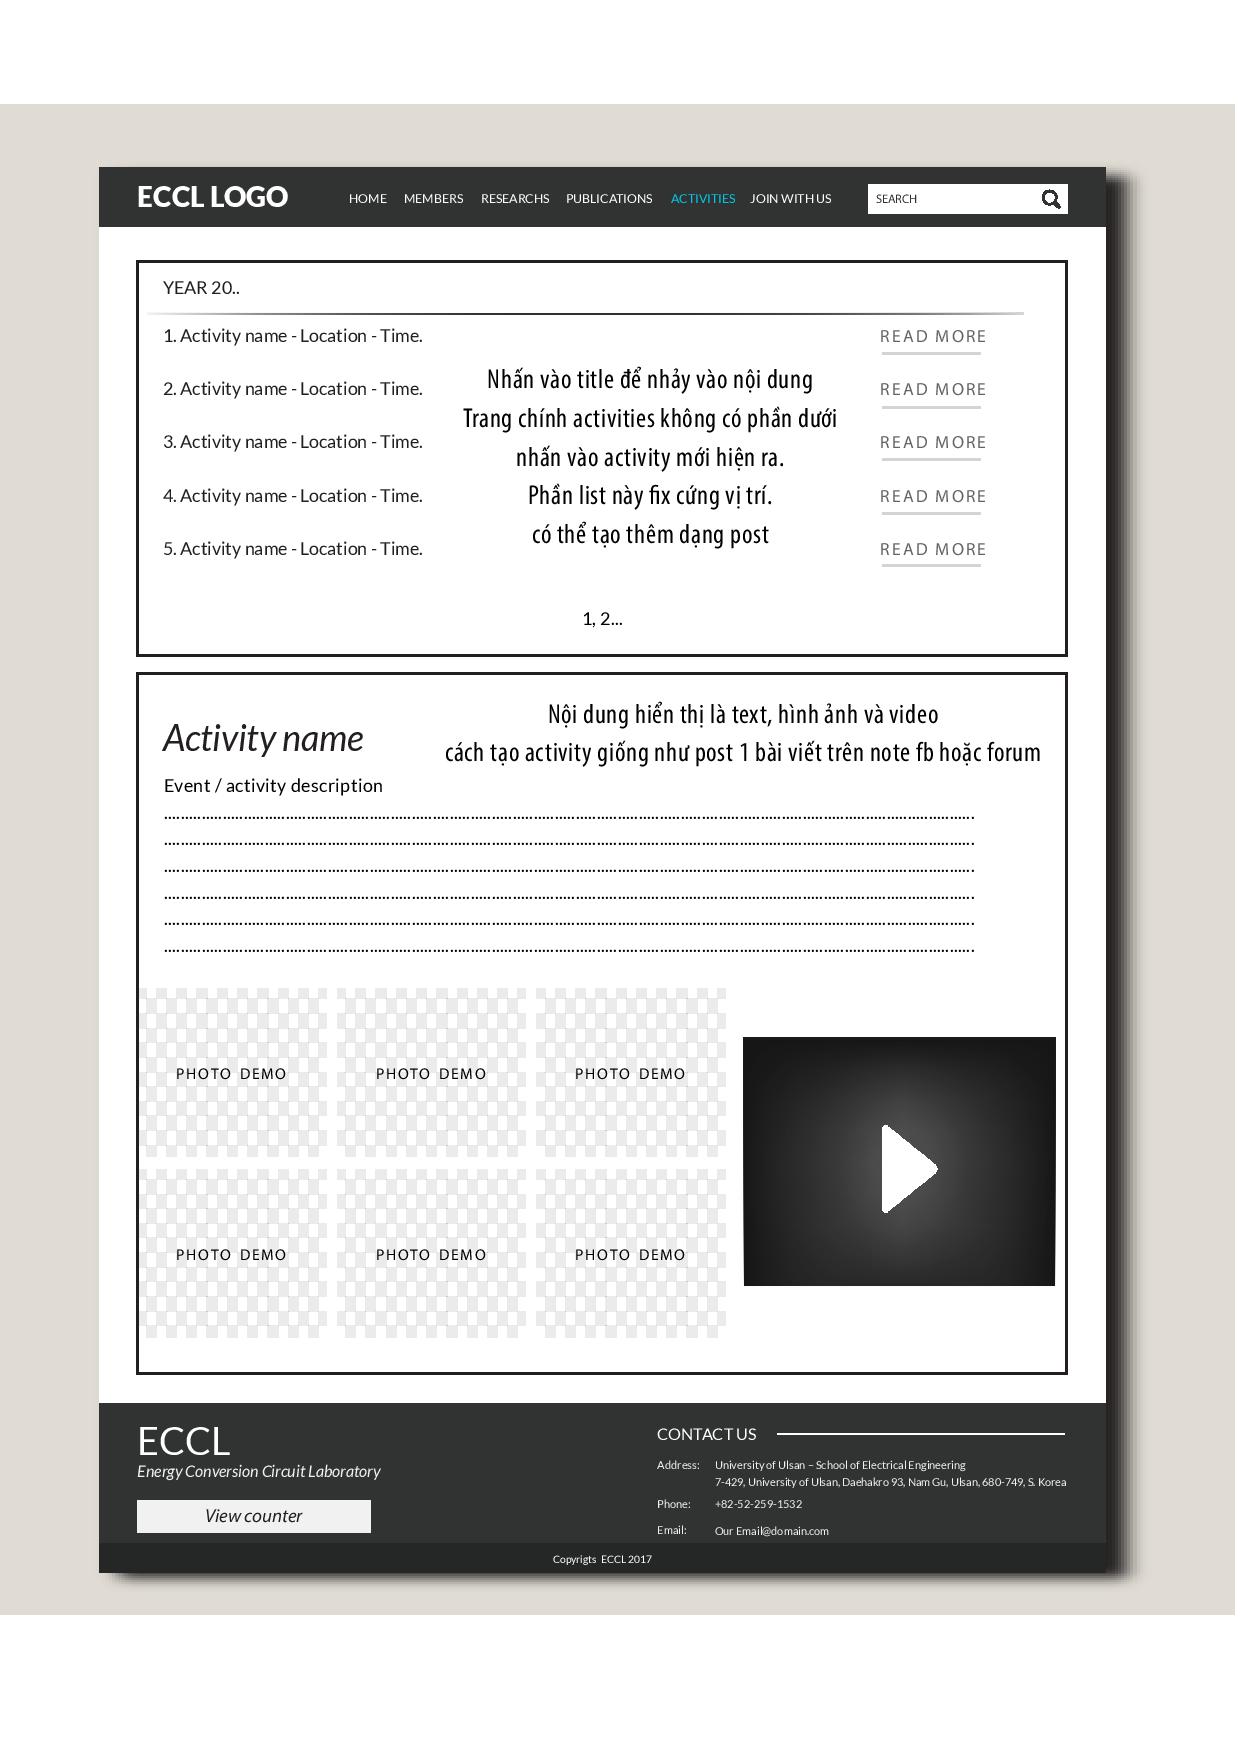 ECCL LOGO HOME MEMBERS RESEARCHS PUBLICATIONS ACTIVITIES JOIN WITH US SEARCH
YEAR 20..
1. Activity name - Location - Time. READ MORE
Nhấn vào title để nhảy vào nội dung
2. Activity name - Location - Time. READ MORE
Trang chính activities không có phần dưới
3. Activity name - Location - Time. READ MORE
nhấn vào activity mới hiện ra.
4. Activity name - Location - Time. READ MORE
Phần list này fix cứng vị trí.
có thể tạo thêm dạng post
5. Activity name - Location - Time. READ MORE
1, 2...
Nội dung hiển thị là text, hình ảnh và video
Activity name
cách tạo activity giống như post 1 bài viết trên note fb hoặc forum
Event / activity description
PHOTO DEMO PHOTO DEMO PHOTO DEMO
PHOTO DEMO PHOTO DEMO PHOTO DEMO
ECCL
Energy Conversion Circuit Laboratory
View counter
CONTACT US
Address: University of Ulsan – School of Electrical Engineering
7-429, University of Ulsan, Daehakro 93, Nam Gu, Ulsan, 680-749, S. Korea
Phone: +82-52-259-1532
Email: Our Email@domain.com
Copyrigts ECCL 2017